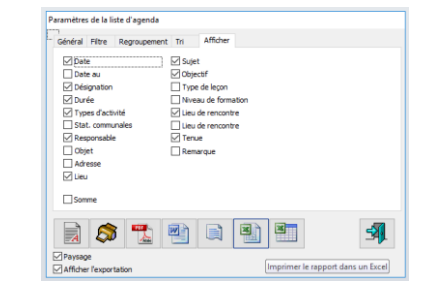 Paramètres de la liste d'agenda
Général Filtre Regroupement Tri Afficher
Date
Date au
Désignation
Durée
Types d'activité
Stat. communales
Responsable
Objet
Adresse
Lieu
Somme
Sujet
Objectif
Type de leçon
Niveau de formation
Lieu de rencontre
Lieu de rencontre
Tenue
Remarque
PDF
Paysage
Afficher l'exportation
Imprimer le rapport dans un Excel